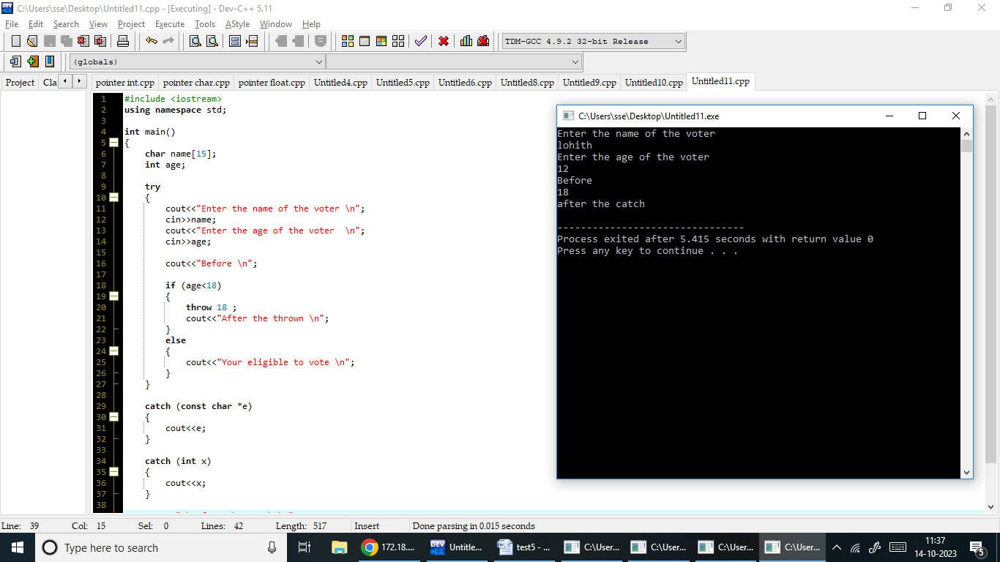 C:\Users\sse\Desktop\Untitled11.cpp - [Executing] - Dev-C++ 5.11
File Edit Search View Project Execute Tools AStyle Window Help
TDM-GCC 4.9.2 32-bit Release
(globals)
Project Cla pointer int.cpp pointer char.cpp pointer float.cpp Untitled4.cpp Untitled5.cpp Untitled6.cpp Untitled8.cpp Untitled9.cpp Untitled10.cpp Untitled11.cpp
1 #include <iostream>
2 using namespace std;
3
4 int main()
5 {
6 char name[15];
7 int age;
8
9 try
10 {
11 cout<<"Enter the name of the voter \n";
12 cin>>name;
13 cout<<"Enter the age of the voter  \n";
14 cin>>age;
15
16 cout<<"Before \n";
17
18 if (age<18)
19 {
20 throw 18 ;
21 cout<<"After the thrown \n";
22 }
23 else
24 {
25 cout<<"Your eligible to vote \n";
26 }
27 }
28
29 catch (const char *e)
30 {
31 cout<<e;
32 }
33
34 catch (int x)
35 {
36 cout<<x;
37 }
38
C:\Users\sse\Desktop\Untitled11.exe
Enter the name of the voter
lohith
Enter the age of the voter
12
Before
18
after the catch
--------------------------------
Process exited after 5.415 seconds with return value 0
Press any key to continue . . .
Line: 39 Col: 15 Sel: 0 Lines: 42 Length: 517 Insert Done parsing in 0.015 seconds
Type here to search 172.18.... Untitle... test5 - ... C:\User... C:\User... C:\User... C:\User... 11:37
14-10-2023 5